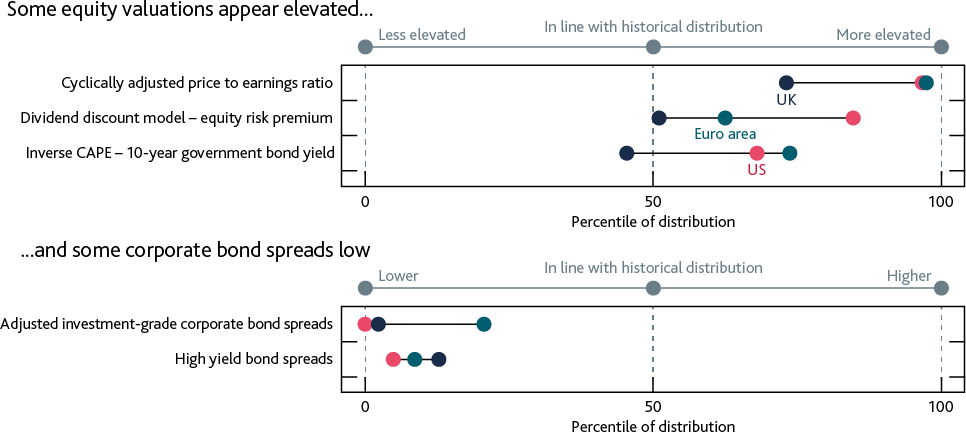 Some equity valuations appear elevated...
Less elevated
In line with historical distribution
More elevated
Cyclically adjusted price to earnings ratio
UK
Dividend discount model – equity risk premium
Euro area
Inverse CAPE – 10-year government bond yield
US
0
50
100
Percentile of distribution
...and some corporate bond spreads low
Lower
In line with historical distribution
Higher
Adjusted investment-grade corporate bond spreads
High yield bond spreads
0
50
100
Percentile of distribution